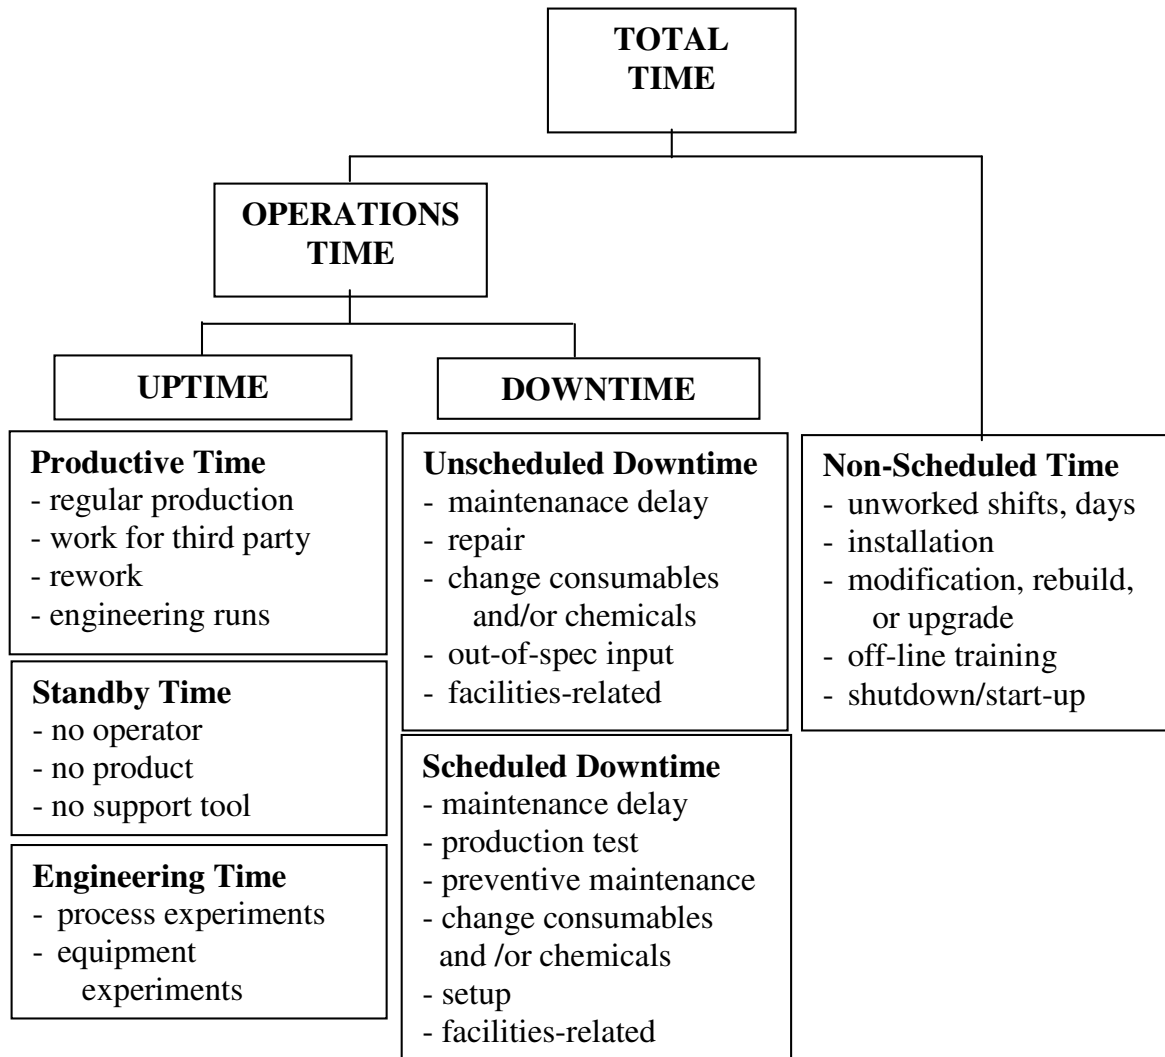 TOTAL
TIME
OPERATIONS
TIME
UPTIME
DOWNTIME
Productive Time
- regular production
- work for third party
- rework
- engineering runs
Standby Time
- no operator
- no product
- no support tool
Engineering Time
- process experiments
- equipment
experiments
Unscheduled Downtime
- maintenanace delay
- repair
- change consumables
and/or chemicals
- out-of-spec input
- facilities-related
Scheduled Downtime
- maintenance delay
- production test
- preventive maintenance
- change consumables
and /or chemicals
- setup
- facilities-related
Non-Scheduled Time
- unworked shifts, days
- installation
- modification, rebuild,
or upgrade
- off-line training
- shutdown/start-up